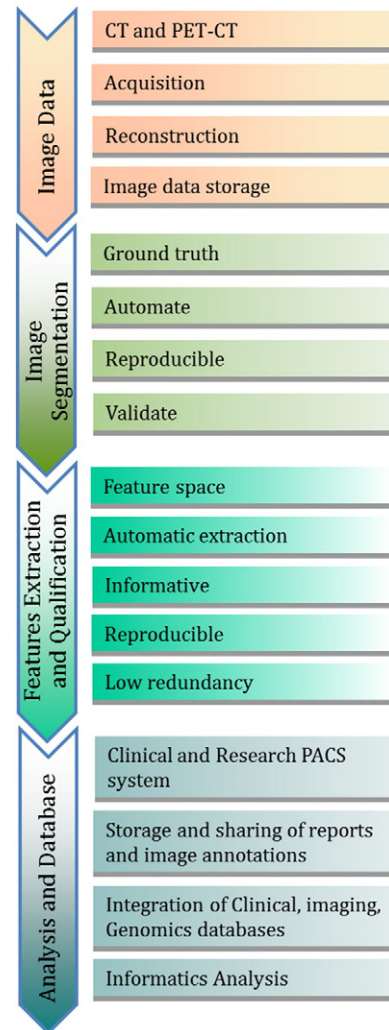 Image Data
CT and PET-CT
Acquisition
Reconstruction
Image data storage
Image
Segmentation
Ground truth
Automate
Reproducible
Validate
Features Extraction
and Qualification
Feature space
Automatic extraction
Informative
Reproducible
Low redundancy
Analysis and Database
Clinical and Research PACS
system
Storage and sharing of reports
and image annotations
Integration of Clinical, imaging,
Genomics databases
Informatics Analysis